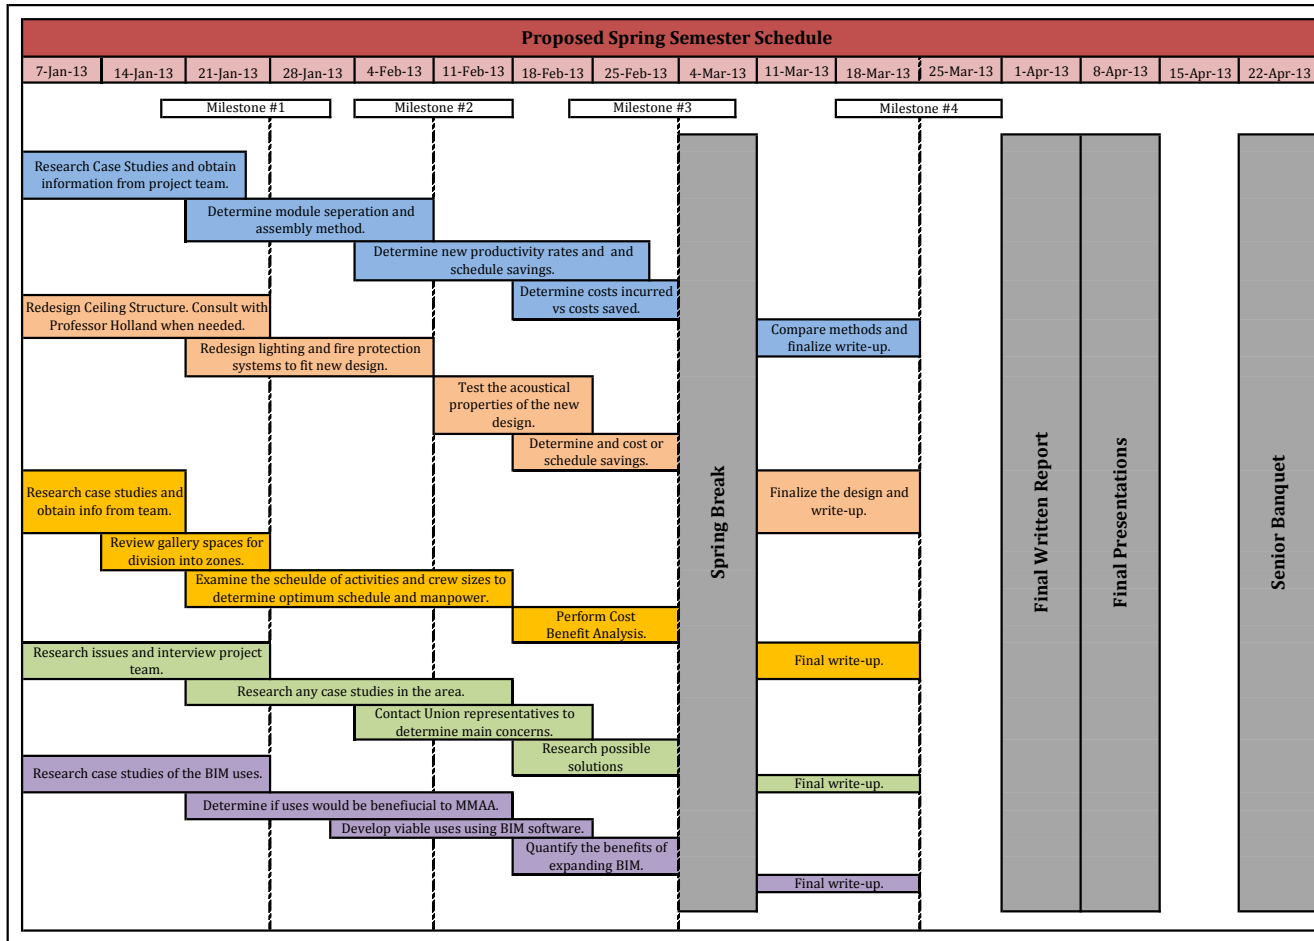 Proposed Spring Semester Schedule
7-Jan-13 14-Jan-13 21-Jan-13 28-Jan-13 4-Feb-13 11-Feb-13 18-Feb-13 25-Feb-13 4-Mar-13 11-Mar-13 18-Mar-13 25-Mar-13 1-Apr-13 8-Apr-13 15-Apr-13 22-Apr-13
Milestone #1 Milestone #2 Milestone #3 Milestone #4
Research Case Studies and obtain
information from project team.
Determine module seperation and
assembly method.
Determine new productivity rates and and
schedule savings.
Determine costs incurred
vs costs saved.
Redesign Ceiling Structure. Consult with
Professor Holland when needed.
Compare methods and
finalize write-up.
Redesign lighting and fire protection
systems to fit new design.
Test the acoustical
properties of the new
design.
Determine and cost or
schedule savings.
Research case studies and
obtain info from team.
Finalize the design and
write-up.
Review gallery spaces for
division into zones.
Examine the scheulde of activities and crew sizes to
determine optimum schedule and manpower.
Perform Cost
Benefit Analysis.
Research issues and interview project
team.
Final write-up.
Research any case studies in the area.
Contact Union representatives to
determine main concerns.
Research possible
solutions
Research case studies of the BIM uses.
Final write-up.
Determine if uses would be benefiucial to MMAA.
Develop viable uses using BIM software.
Quantify the benefits of
expanding BIM.
Final write-up.
Spring Break
Final Written Report
Final Presentations
Senior Banquet